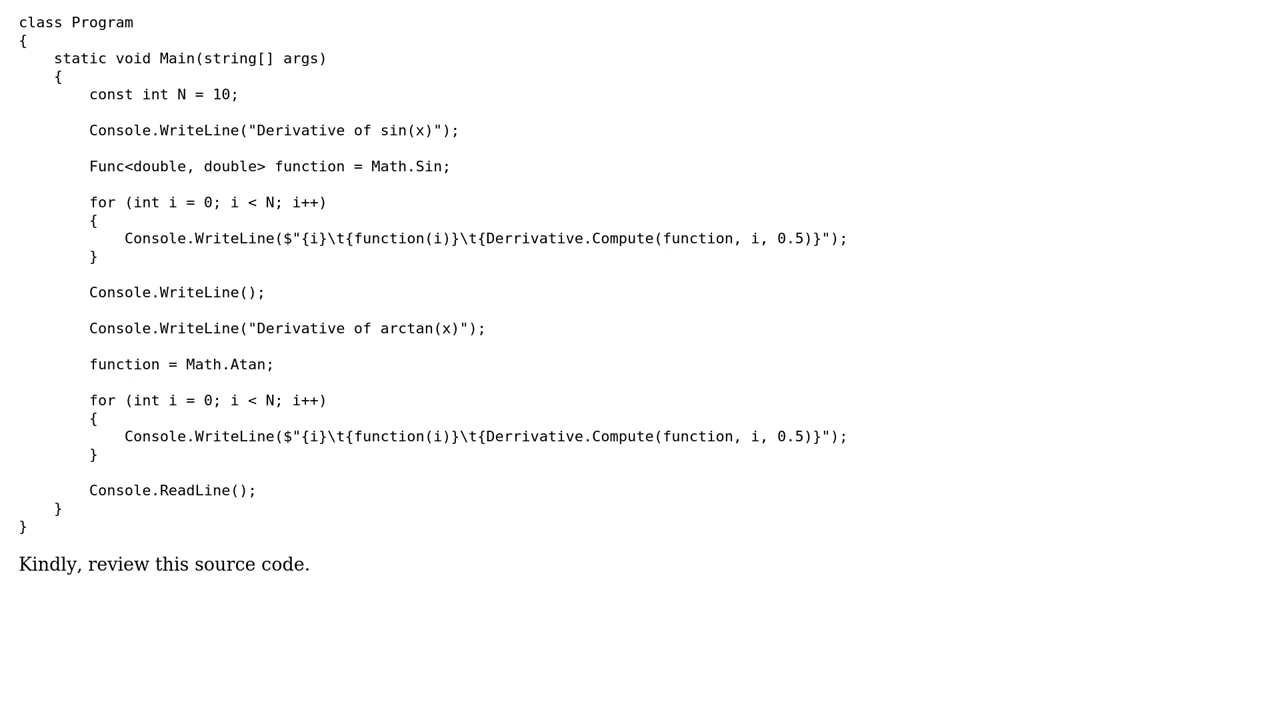 class Program
{
    static void Main(string[] args)
    {
        const int N = 10;

        Console.WriteLine("Derivative of sin(x)");

        Func<double, double> function = Math.Sin;

        for (int i = 0; i < N; i++)
        {
            Console.WriteLine($"{i}\t{function(i)}\t{Derrivative.Compute(function, i, 0.5)}");
        }

        Console.WriteLine();

        Console.WriteLine("Derivative of arctan(x)");

        function = Math.Atan;

        for (int i = 0; i < N; i++)
        {
            Console.WriteLine($"{i}\t{function(i)}\t{Derrivative.Compute(function, i, 0.5)}");
        }

        Console.ReadLine();
    }
}
Kindly, review this source code.